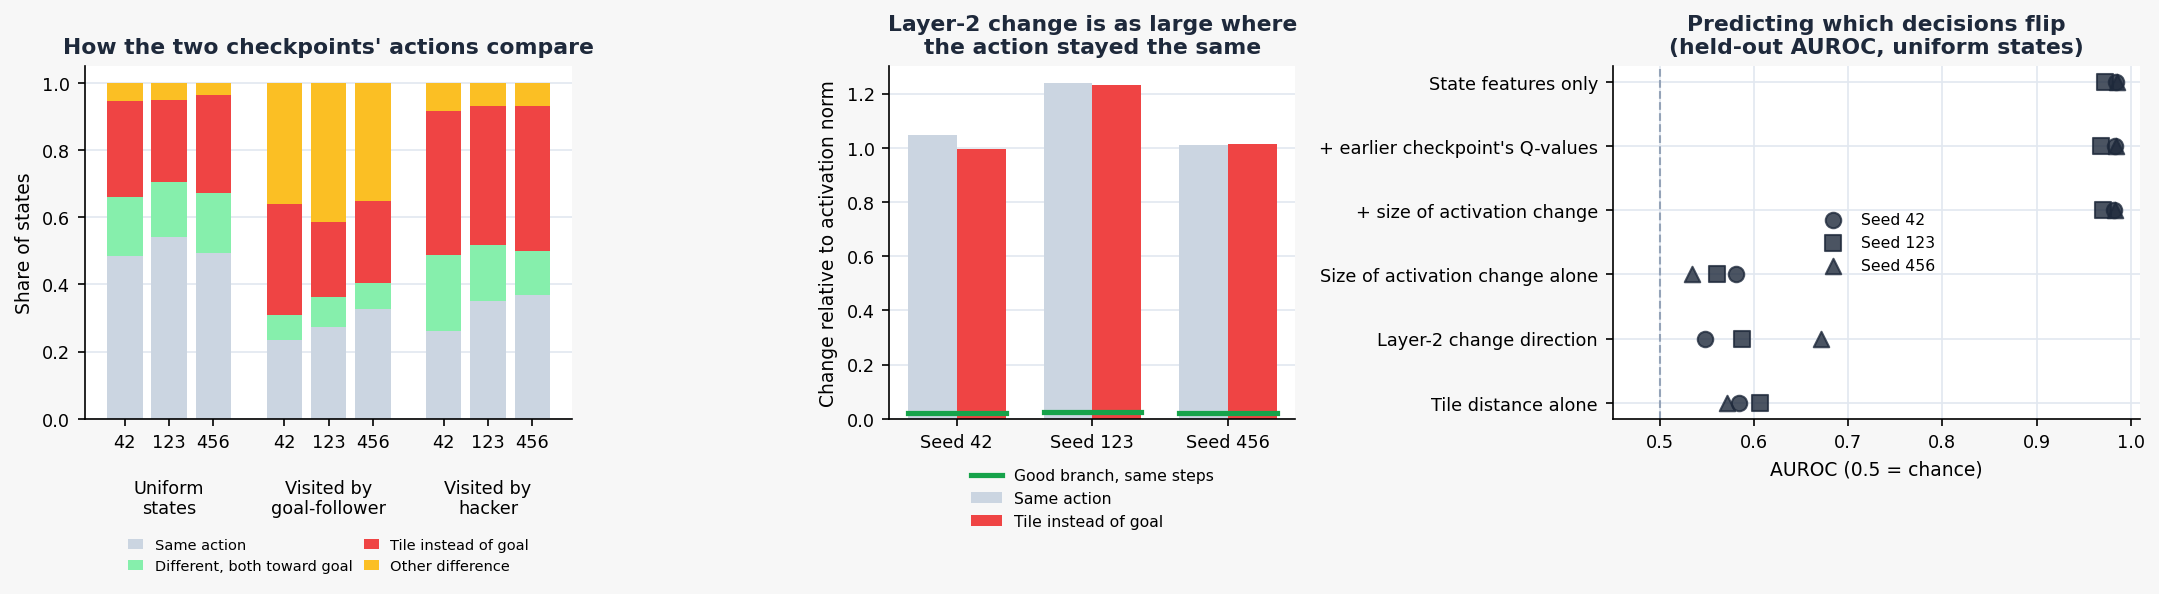 How the two checkpoints' actions compare
Share of states
1.0
0.8
0.6
0.4
0.2
0.0
42 123 456 42 123 456 42 123 456
Uniform states
Visited by goal-follower
Visited by hacker
Same action
Different, both toward goal
Tile instead of goal
Other difference
Layer-2 change is as large where
the action stayed the same
Change relative to activation norm
1.2
1.0
0.8
0.6
0.4
0.2
0.0
Seed 42 Seed 123 Seed 456
Good branch, same steps
Same action
Tile instead of goal
Predicting which decisions flip
(held-out AUROC, uniform states)
State features only
+ earlier checkpoint's Q-values
+ size of activation change
Size of activation change alone
Layer-2 change direction
Tile distance alone
Seed 42
Seed 123
Seed 456
0.5 0.6 0.7 0.8 0.9 1.0
AUROC (0.5 = chance)